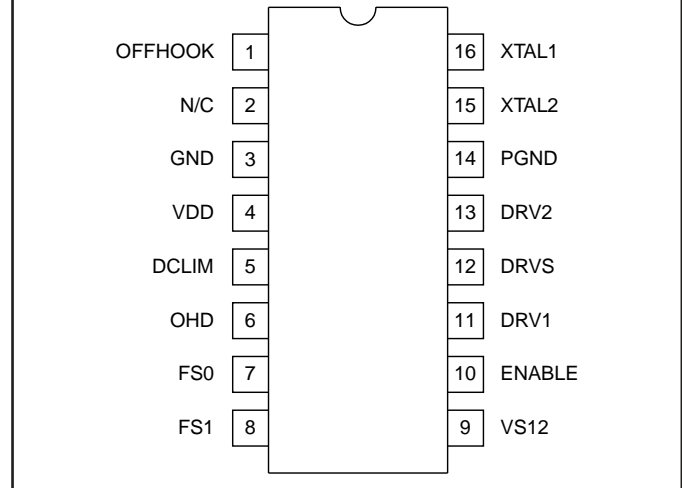 OFFHOOK 1 16 XTAL1
N/C 2 15 XTAL2
GND 3 14 PGND
VDD 4 13 DRV2
DCLIM 5 12 DRVS
OHD 6 11 DRV1
FS0 7 10 ENABLE
FS1 8 9 VS12